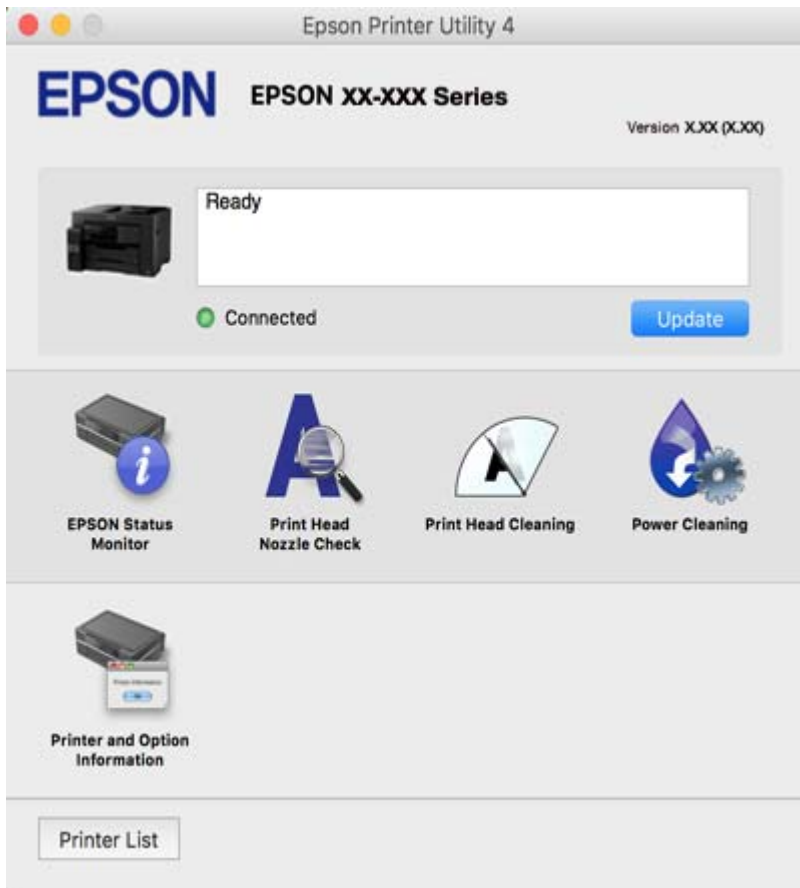 Epson Printer Utility 4
EPSON
EPSON XX-XXX Series
Version X.XX (X.XX)
Ready
Connected
Update
EPSON Status
Monitor
Print Head
Nozzle Check
Print Head Cleaning
Power Cleaning
Printer and Option
Information
Printer List